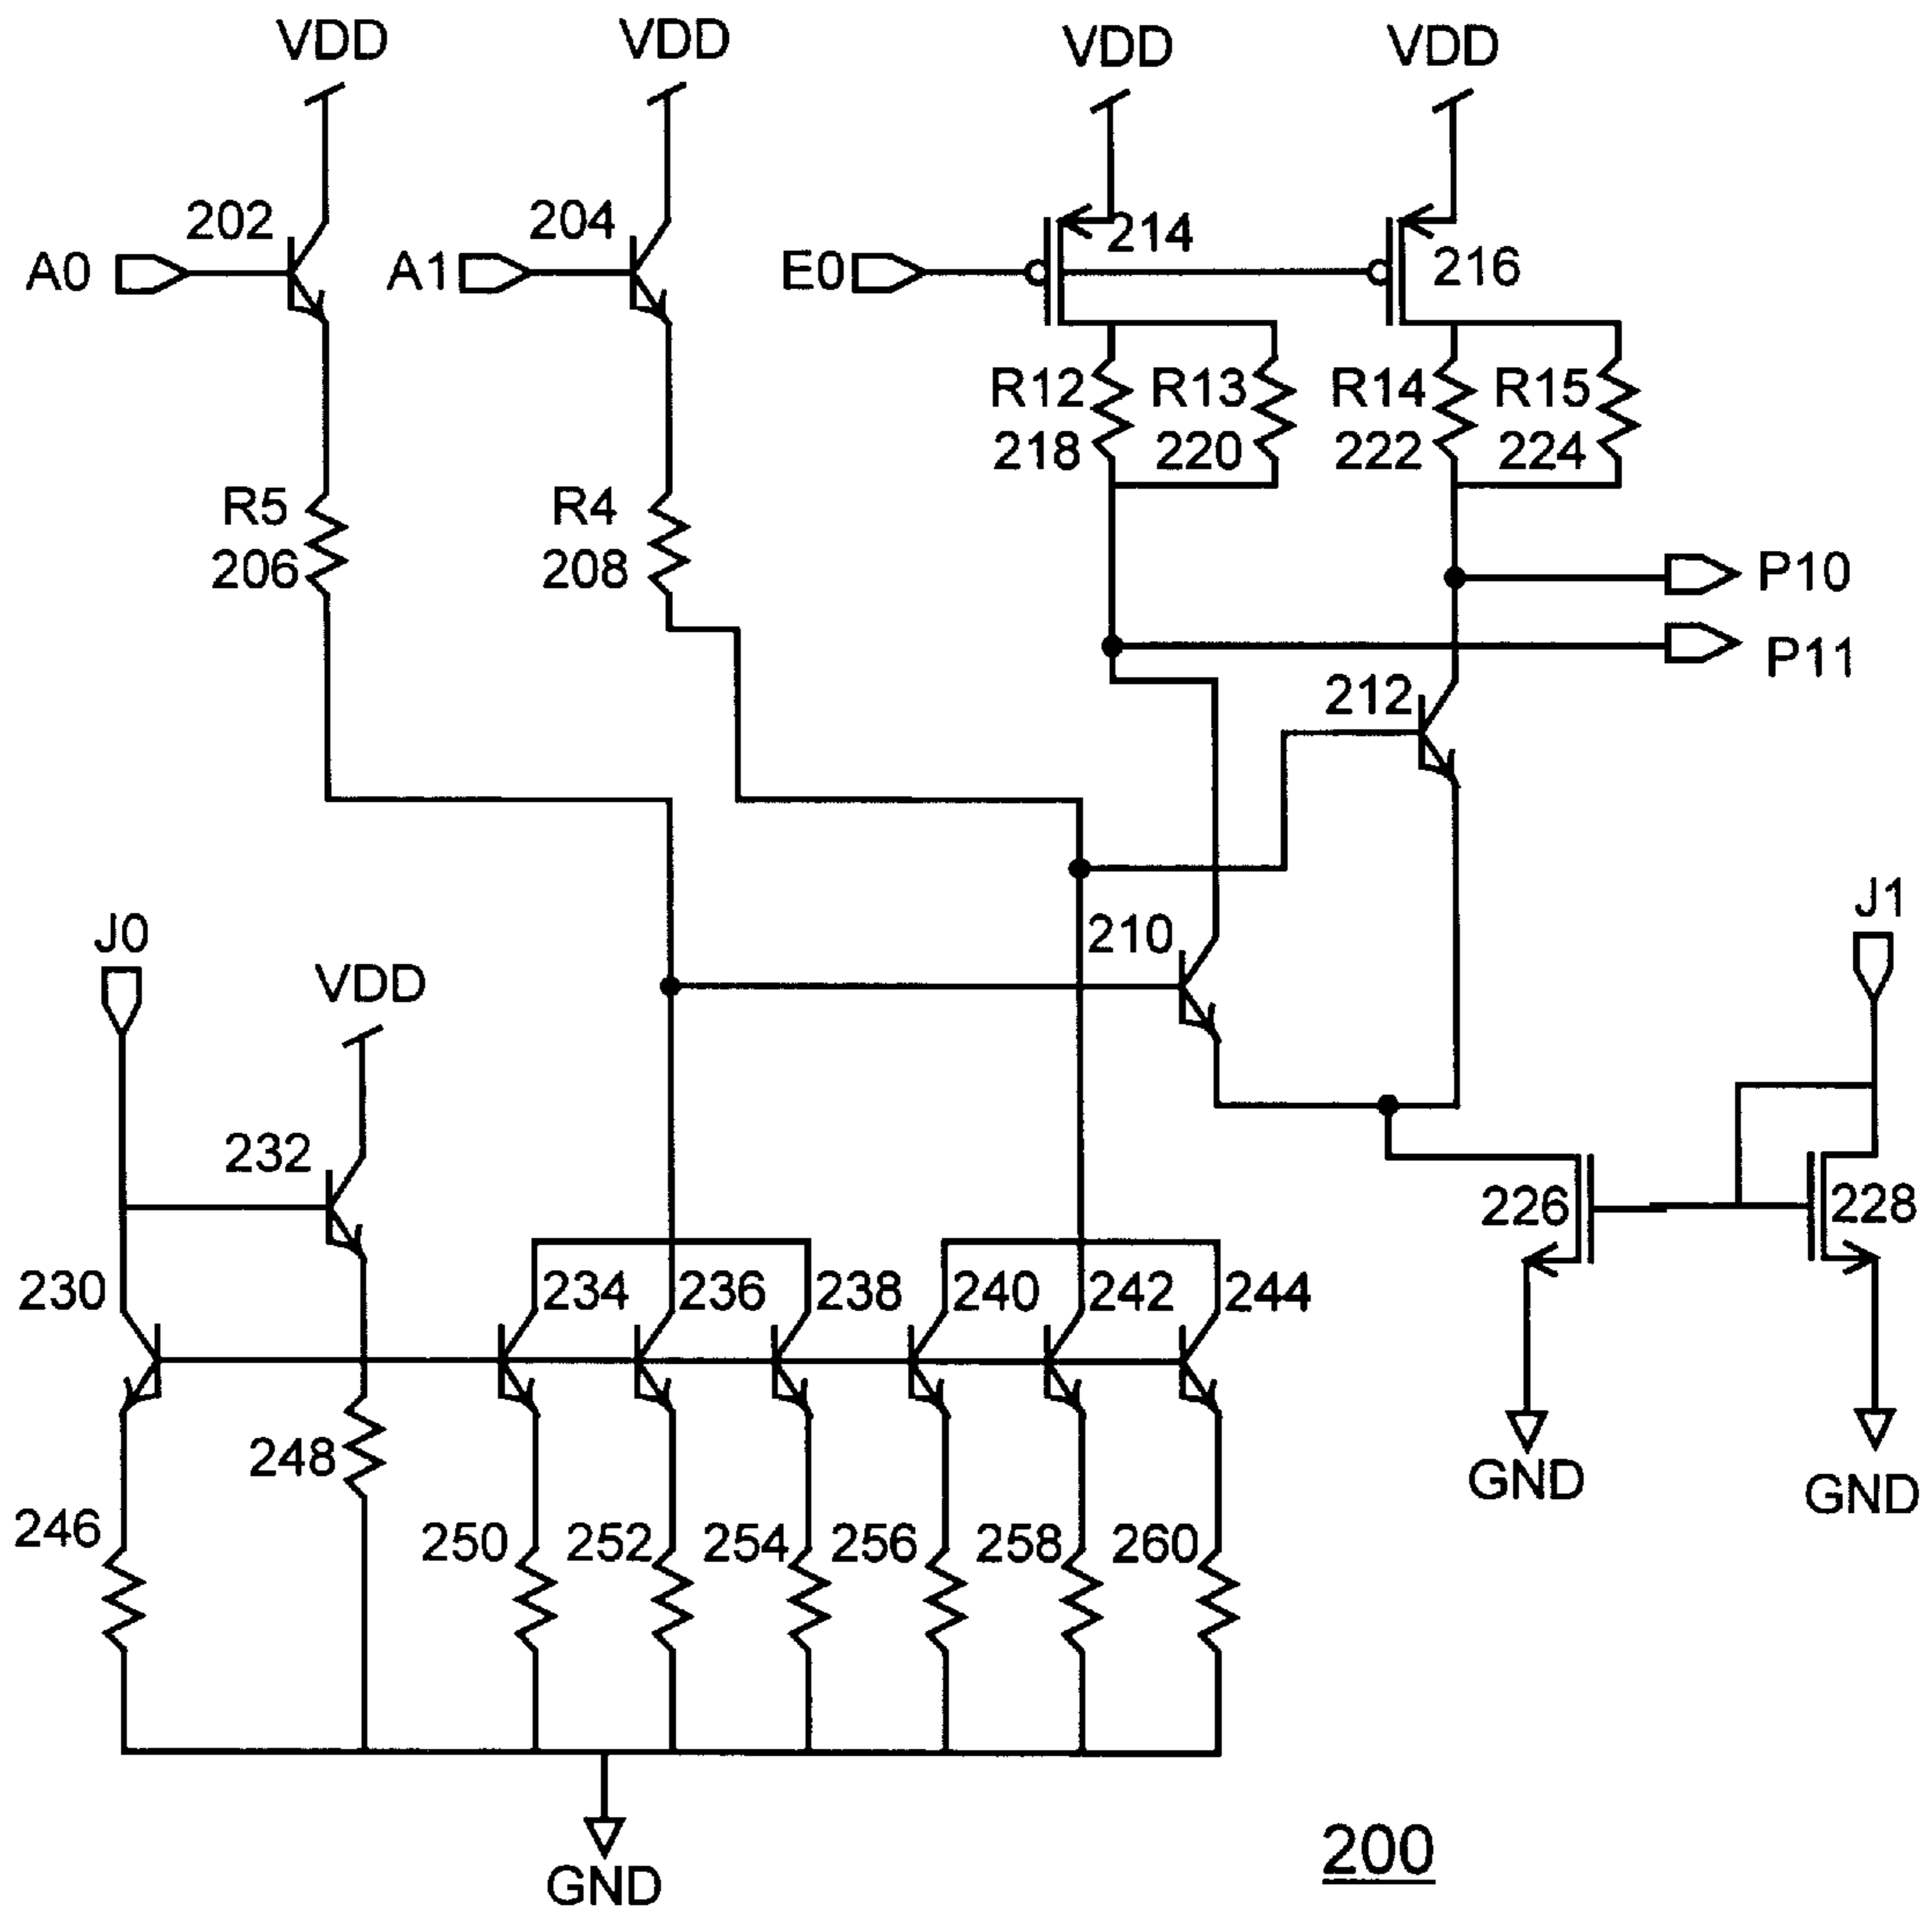 VDD VDD VDD VDD
202 204 214
A0 A1 E0 216
R12 R13 R14 R15
218 220 222 224
R5 R4
206 208
P10
P11
212
J1
J0 210
VDD
232
226 228
230 234 236 238 240 242 244
248
GND GND
246 250 252 254 256 258 260
200
GND